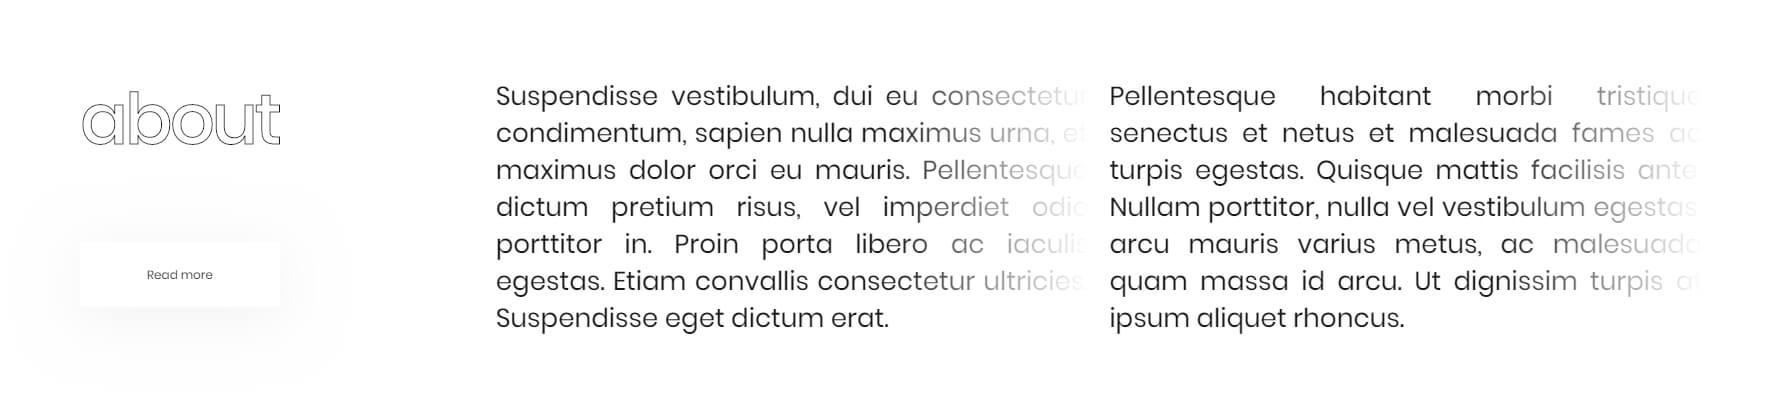 about
Read more
Suspendisse vestibulum, dui eu consectetur
condimentum, sapien nulla maximus urna, et
maximus dolor orci eu mauris. Pellentesque
dictum pretium risus, vel imperdiet odio
porttitor in. Proin porta libero ac iaculis
egestas. Etiam convallis consectetur ultricies.
Suspendisse eget dictum erat.
Pellentesque habitant morbi tristique
senectus et netus et malesuada fames ac
turpis egestas. Quisque mattis facilisis ante.
Nullam porttitor, nulla vel vestibulum egestas,
arcu mauris varius metus, ac malesuada
quam massa id arcu. Ut dignissim turpis at
ipsum aliquet rhoncus.